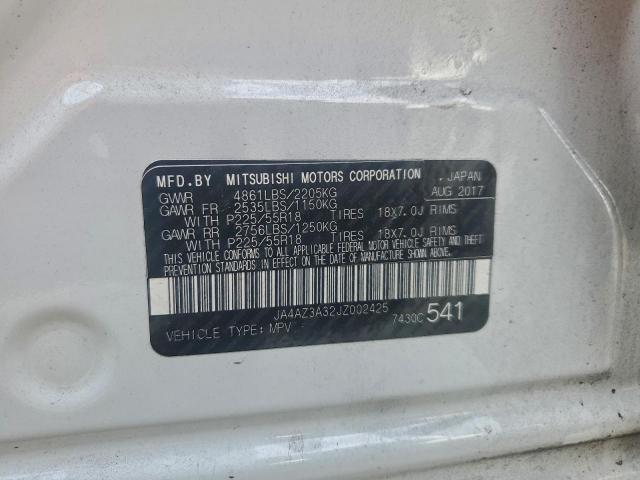 MFD.BY MITSUBISHI MOTORS CORPORATION JAPAN
GVWR 4861LBS/2205KG AUG 2017
GAWR FR 2535LBS/1150KG
WITH P225/55R18 TIRES 18X7.0J RIMS
GAWR RR 2756LBS/1250KG
WITH P225/55R18 TIRES 18X7.0J RIMS
THIS VEHICLE CONFORMS TO ALL APPLICABLE FEDERAL MOTOR VEHICLE SAFETY AND THEFT
PREVENTION STANDARDS IN EFFECT ON THE DATE OF MANUFACTURE SHOWN ABOVE.
JA4AZ3A32JZ002425
VEHICLE TYPE: MPV 7430C 541